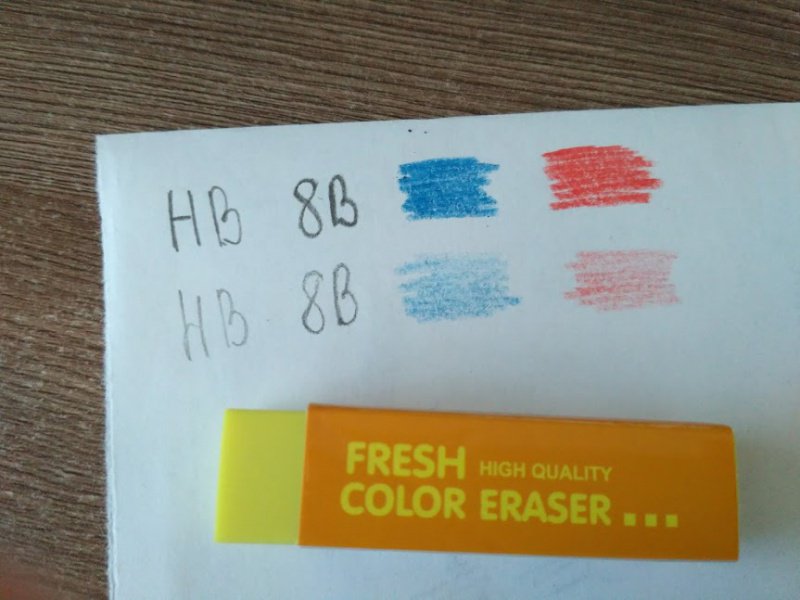 HB 8B
HB 8B
FRESH HIGH QUALITY
COLOR ERASER ...